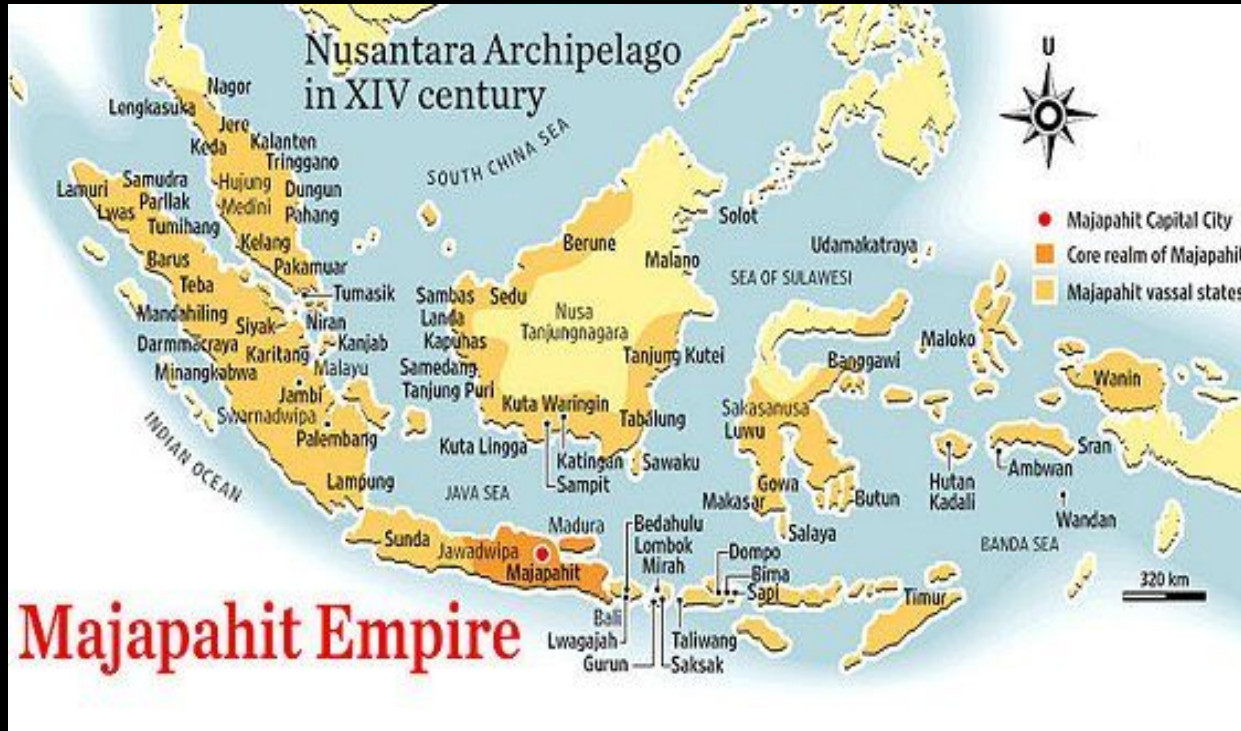 Nusantara Archipelago
in XIV century
U
Nagor
Lengkasuka
Jere
Keda
Kalanten
Tringgano
SOUTH CHINA SEA
Hujung
Medini
Dungun
Pahang
Lamuri
Samudra
Parllak
Lwas
Tumihang
Kelang
Pakamuar
Barus
Teba
Tumasik
Mandahiling
Siyak
Niran
Kanjab
Darmmacraya
Karitang
Malayu
Minangkabwa
Jambi
Swarnadwipa
Palembang
Lampung
INDIAN OCEAN
Solot
Berune
Malano
Udamakatraya
SEA OF SULAWESI
Majapahit Capital City
Core realm of Majapahit
Majapahit vassal states
Sambas
Sedu
Landa
Kapuhas
Nusa
Tanjungnagara
Samedang
Tanjung Puri
Tanjung Kutei
Kuta Waringin
Tabalung
Kuta Lingga
Katingan
Sampit
Sawaku
Banggawi
Maloko
Wanin
Sakasanusa
Luwu
Gowa
Makasar
Butun
Salaya
Hutan
Kadali
Ambwan
Sran
Wandan
BANDA SEA
320 km
JAVA SEA
Sunda
Jawadwipa
Madura
Majapahit
Bedahulu
Lombok
Mirah
Dompo
Bima
Sapi
Timur
Bali
Lwagajah
Gurun
Taliwang
Saksak
Majapahit Empire